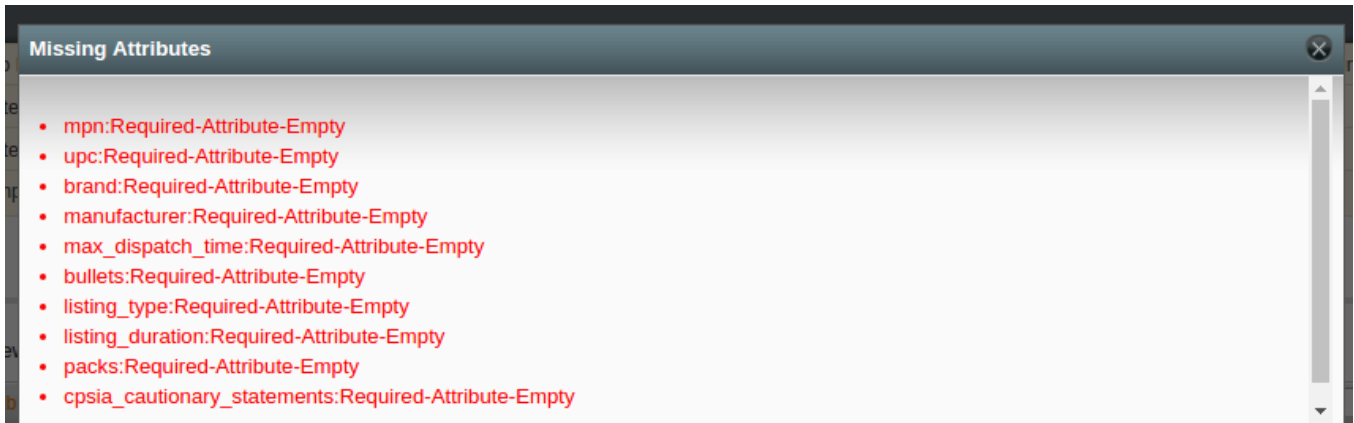 Missing Attributes
mpn:Required-Attribute-Empty
upc:Required-Attribute-Empty
brand:Required-Attribute-Empty
manufacturer:Required-Attribute-Empty
max_dispatch_time:Required-Attribute-Empty
bullets:Required-Attribute-Empty
listing_type:Required-Attribute-Empty
listing_duration:Required-Attribute-Empty
packs:Required-Attribute-Empty
cpsia_cautionary_statements:Required-Attribute-Empty